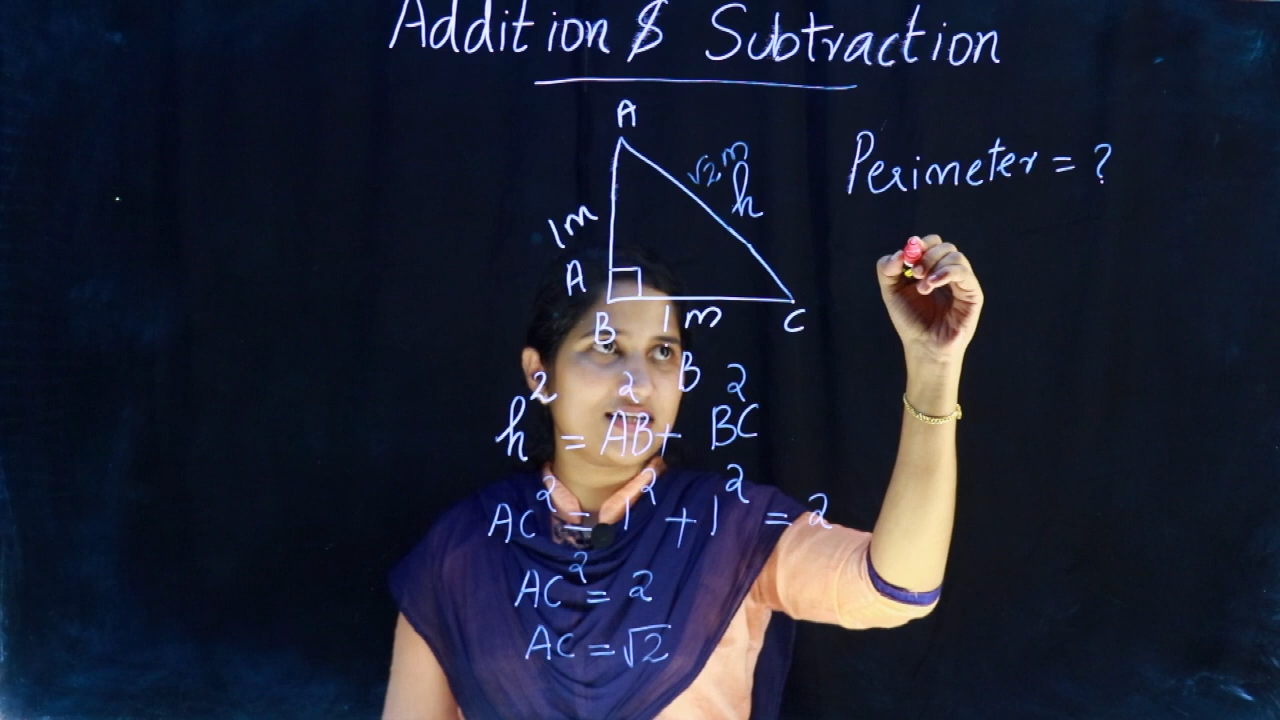 Addition & Subtraction
A
√2 m
h
Perimeter = ?
1m
A
B
1 m
C
B
h² = AB² + BC²
AC² = 1² + 1² = 2
AC² = 2
AC = √2